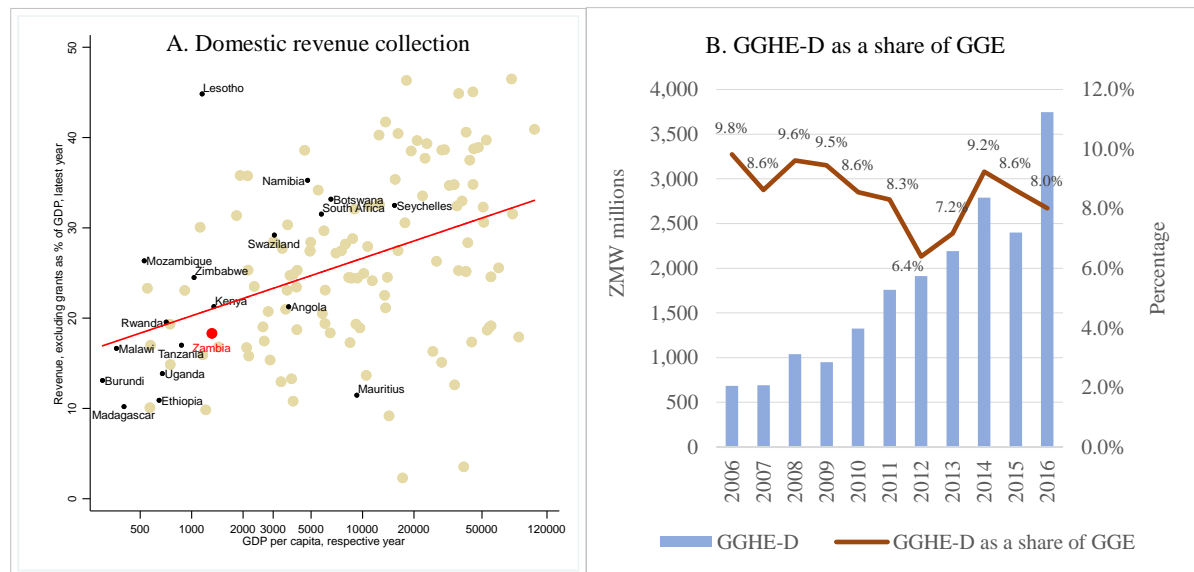 A. Domestic revenue collection
Revenue, excluding grants as % of GDP, latest year
50
40
30
20
10
0
Lesotho
Namibia
Botswana
South Africa
Seychelles
Swaziland
Mozambique
Zimbabwe
Kenya
Angola
Rwanda
Zambia
Malawi
Tanzania
Uganda
Burundi
Mauritius
Ethiopia
Madagascar
500 1000 2000 3000 5000 10000 20000 50000 120000
GDP per capita, respective year
B. GGHE-D as a share of GGE
ZMW millions
4,000
3,500
3,000
2,500
2,000
1,500
1,000
500
0
9.8%
8.6%
9.6%
9.5%
8.6%
8.3%
6.4%
7.2%
9.2%
8.6%
8.0%
12.0%
10.0%
8.0%
6.0%
4.0%
2.0%
0.0%
Percentage
2006 2007 2008 2009 2010 2011 2012 2013 2014 2015 2016
GGHE-D
GGHE-D as a share of GGE